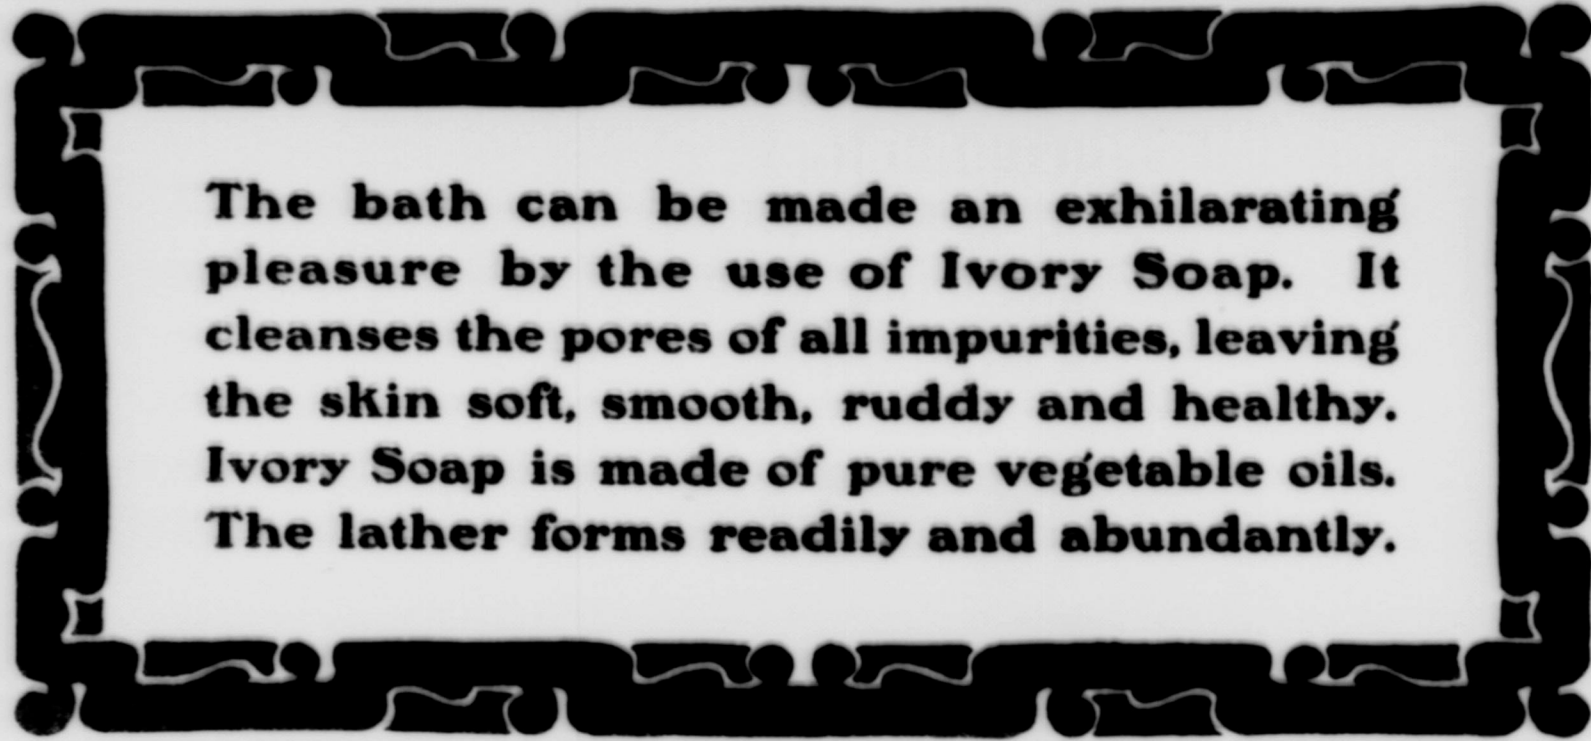 The bath can be made an exhilarating
pleasure by the use of Ivory Soap. It
cleanses the pores of all impurities, leaving
the skin soft, smooth, ruddy and healthy.
Ivory Soap is made of pure vegetable oils.
The lather forms readily and abundantly.